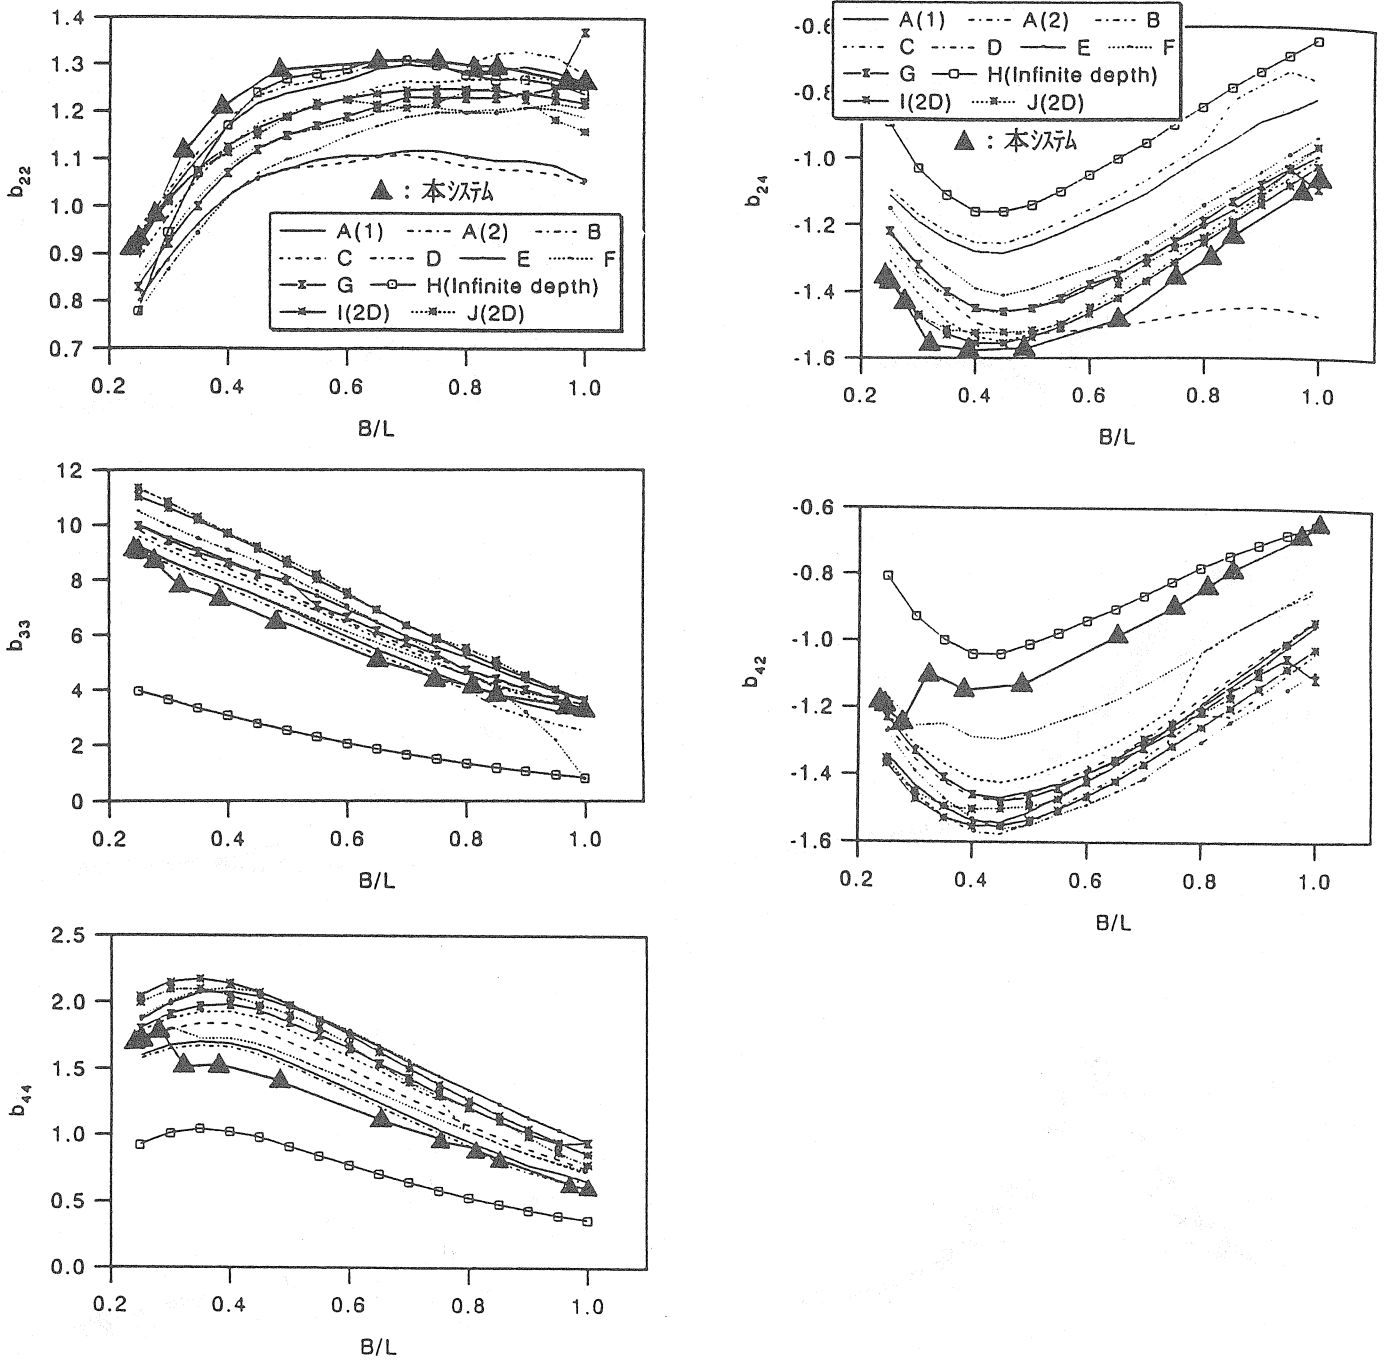 1.4
1.3
1.2
1.1
1.0
0.9
0.8
0.7
b22
▲ : 本システム
A(1) A(2) B
C D E F
G H(Infinite depth)
I(2D) J(2D)
0.2 0.4 0.6 0.8 1.0
B/L
A(1) A(2) B
C D E F
G H(Infinite depth)
I(2D) J(2D)
▲ : 本システム
-0.6
-0.8
-1.0
-1.2
-1.4
-1.6
b24
0.2 0.4 0.6 0.8 1.0
B/L
12
10
8
6
4
2
0
b33
0.2 0.4 0.6 0.8 1.0
B/L
-0.6
-0.8
-1.0
-1.2
-1.4
-1.6
b42
0.2 0.4 0.6 0.8 1.0
B/L
2.5
2.0
1.5
1.0
0.5
0.0
b44
0.2 0.4 0.6 0.8 1.0
B/L